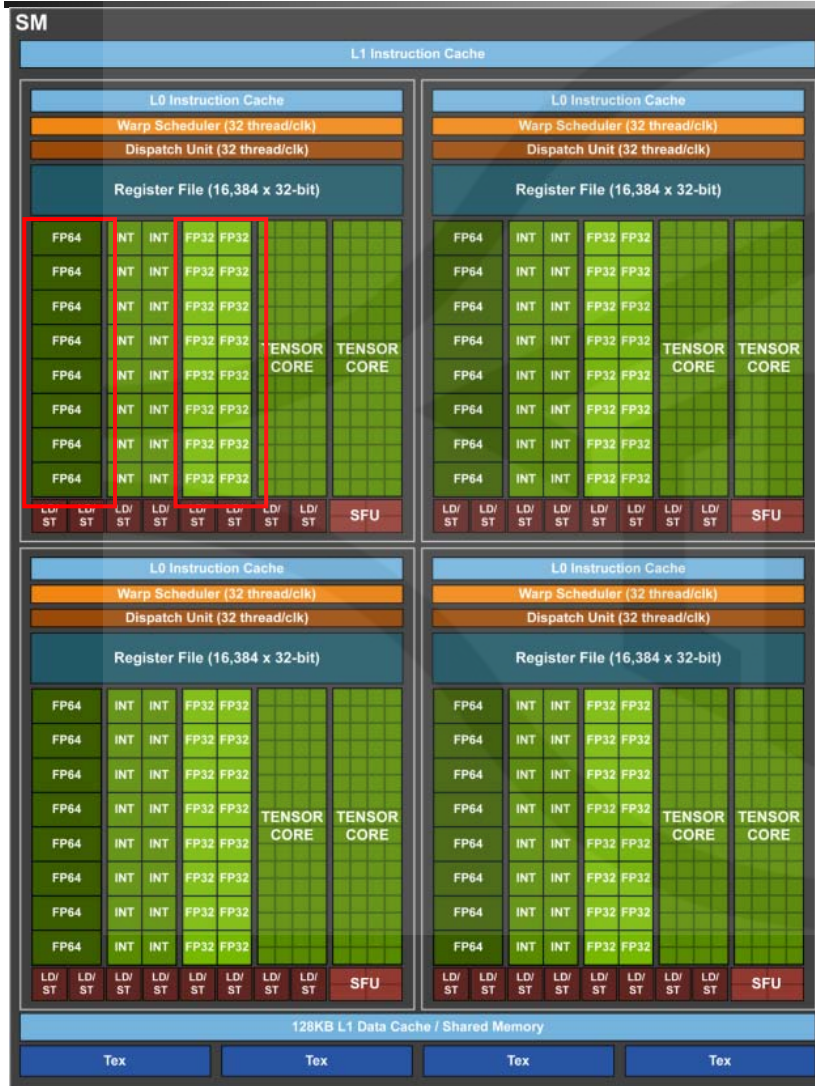 SM
L1 Instruction Cache
L0 Instruction Cache
Warp Scheduler (32 thread/clk)
Dispatch Unit (32 thread/clk)
Register File (16,384 x 32-bit)
FP64 NT INT FP32 FP32
FP64 NT INT FP32 FP32
FP64 NT INT FP32 FP32
FP64 NT INT FP32 FP32
TENSOR TENSOR
CORE CORE
FP64 NT INT FP32 FP32
FP64 NT INT FP32 FP32
FP64 NT INT FP32 FP32
FP64 NT INT FP32 FP32
LD/ LD/ LD/ LD/ LD/ LD/ LD/ LD/
ST ST ST ST ST ST ST ST
SFU
L0 Instruction Cache
Warp Scheduler (32 thread/clk)
Dispatch Unit (32 thread/clk)
Register File (16,384 x 32-bit)
FP64 INT INT FP32 FP32
FP64 INT INT FP32 FP32
FP64 INT INT FP32 FP32
FP64 INT INT FP32 FP32
TENSOR TENSOR
CORE CORE
FP64 INT INT FP32 FP32
FP64 INT INT FP32 FP32
FP64 INT INT FP32 FP32
FP64 INT INT FP32 FP32
LD/ LD/ LD/ LD/ LD/ LD/ LD/ LD/
ST ST ST ST ST ST ST ST
SFU
L0 Instruction Cache
Warp Scheduler (32 thread/clk)
Dispatch Unit (32 thread/clk)
Register File (16,384 x 32-bit)
FP64 INT INT FP32 FP32
FP64 INT INT FP32 FP32
FP64 INT INT FP32 FP32
FP64 INT INT FP32 FP32
TENSOR TENSOR
CORE CORE
FP64 INT INT FP32 FP32
FP64 INT INT FP32 FP32
FP64 INT INT FP32 FP32
FP64 INT INT FP32 FP32
LD/ LD/ LD/ LD/ LD/ LD/ LD/ LD/
ST ST ST ST ST ST ST ST
SFU
L0 Instruction Cache
Warp Scheduler (32 thread/clk)
Dispatch Unit (32 thread/clk)
Register File (16,384 x 32-bit)
FP64 INT INT FP32 FP32
FP64 INT INT FP32 FP32
FP64 INT INT FP32 FP32
FP64 INT INT FP32 FP32
TENSOR TENSOR
CORE CORE
FP64 INT INT FP32 FP32
FP64 INT INT FP32 FP32
FP64 INT INT FP32 FP32
FP64 INT INT FP32 FP32
LD/ LD/ LD/ LD/ LD/ LD/ LD/ LD/
ST ST ST ST ST ST ST ST
SFU
128KB L1 Data Cache / Shared Memory
Tex Tex Tex Tex